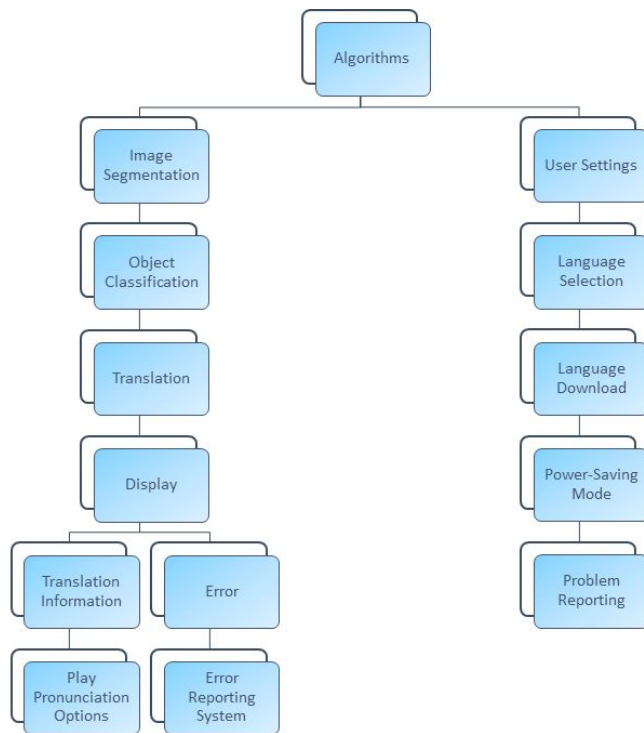 Algorithms
Image
Segmentation
User Settings
Object
Classification
Language
Selection
Translation
Language
Download
Display
Power-Saving
Mode
Translation
Information
Error
Problem
Reporting
Play
Pronunciation
Options
Error
Reporting
System